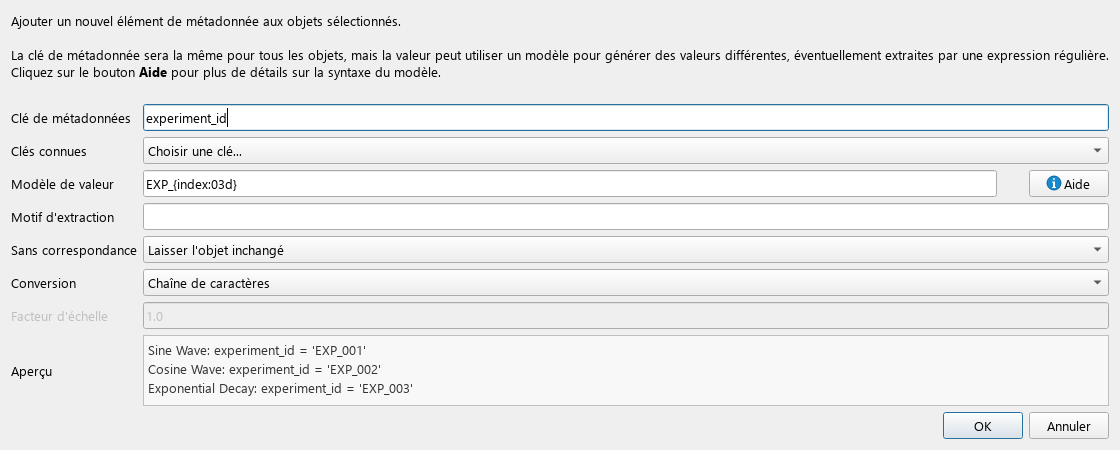 Ajouter un nouvel élément de métadonnée aux objets sélectionnés.
La clé de métadonnée sera la même pour tous les objets, mais la valeur peut utiliser un modèle pour générer des valeurs différentes, éventuellement extraites par une expression régulière.
Cliquez sur le bouton Aide pour plus de détails sur la syntaxe du modèle.
Clé de métadonnées experiment_id
Clés connues Choisir une clé...
Modèle de valeur EXP_{index:03d} Aide
Motif d'extraction
Sans correspondance Laisser l'objet inchangé
Conversion Chaîne de caractères
Facteur d'échelle 1.0
Aperçu
Sine Wave: experiment_id = 'EXP_001'
Cosine Wave: experiment_id = 'EXP_002'
Exponential Decay: experiment_id = 'EXP_003'
OK Annuler